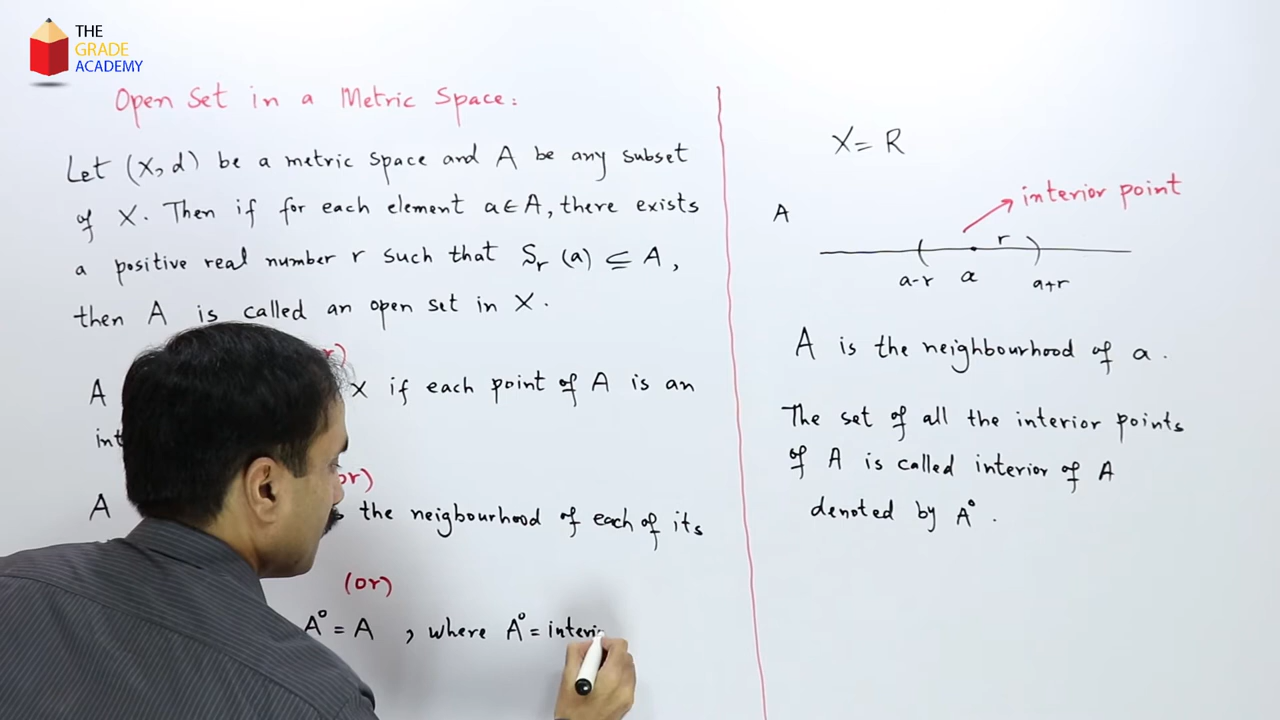 THE
GRADE
ACADEMY
Open Set in a Metric Space:
Let (X, d) be a metric space and A be any subset
of X. Then if for each element a ∈ A, there exists
a positive real number r such that Sr (a) ⊆ A,
then A is called an open set in X.
A X if each point of A is an
A the neigbourhood of each of its
(or)
A° = A , where A° = interi
X = R
interior point
A
r
a-r a a+r
A is the neighbourhood of a.
The set of all the interior points
of A is called interior of A
denoted by A°.